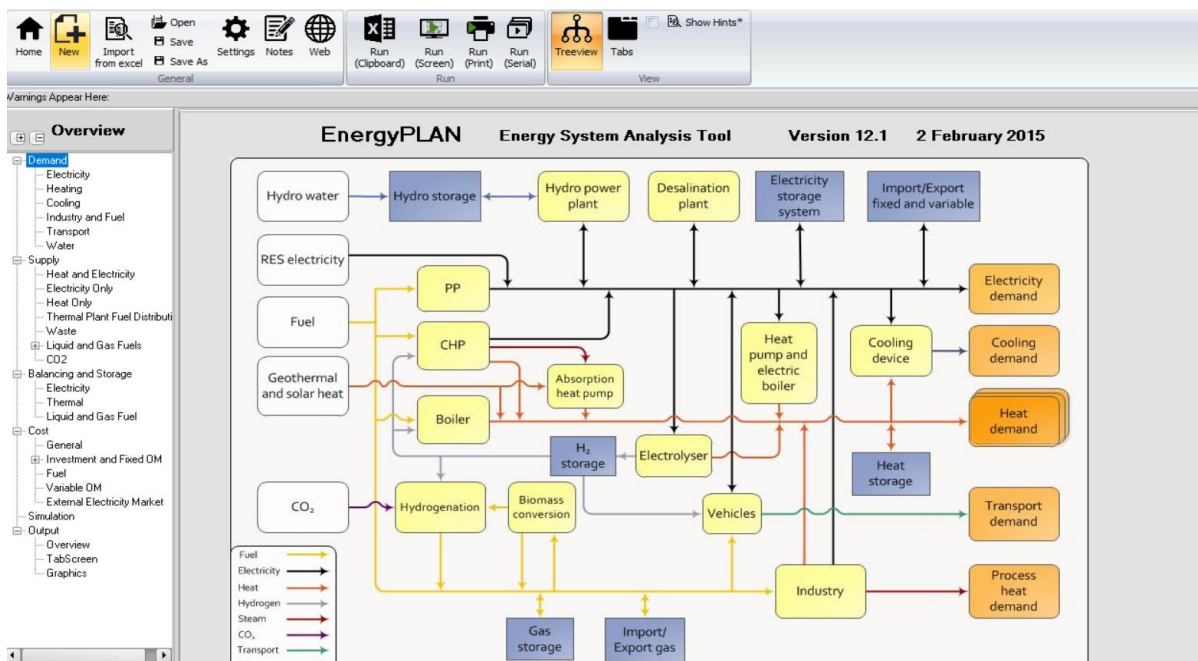 Home
New
Import
from excel
Open
Save
Save As
Settings
Notes
Web
General
Run
(Clipboard)
Run
(Screen)
Run
(Print)
Run
(Serial)
Run
Treeview
Tabs
Show Hints*
View
Warnings Appear Here:
Overview
Demand
Electricity
Heating
Cooling
Industry and Fuel
Transport
Water
Supply
Heat and Electricity
Electricity Only
Heat Only
Thermal Plant Fuel Distributi
Waste
Liquid and Gas Fuels
CO2
Balancing and Storage
Electricity
Thermal
Liquid and Gas Fuel
Cost
General
Investment and Fixed OM
Fuel
Variable OM
External Electricity Market
Simulation
Output
Overview
TabScreen
Graphics
EnergyPLAN Energy System Analysis Tool Version 12.1 2 February 2015
Hydro water
Hydro storage
Hydro power
plant
Desalination
plant
Electricity
storage
system
Import/Export
fixed and variable
RES electricity
PP
Electricity
demand
Fuel
CHP
Heat
pump and
electric
boiler
Cooling
device
Cooling
demand
Geothermal
and solar heat
Absorption
heat pump
Boiler
Heat
demand
H₂
storage
Electrolyser
Heat
storage
CO₂
Hydrogenation
Biomass
conversion
Vehicles
Transport
demand
Industry
Process
heat
demand
Gas
storage
Import/
Export gas
Fuel
Electricity
Heat
Hydrogen
Steam
CO₂
Transport